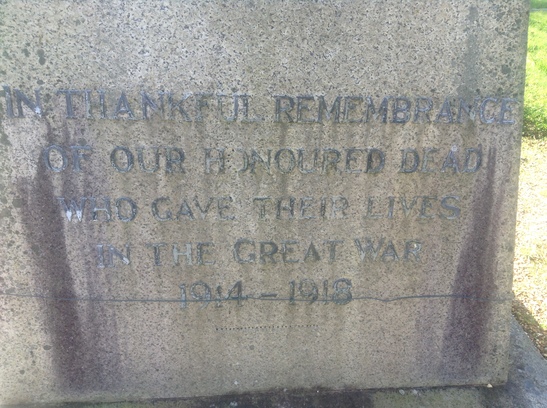 IN THANKFUL REMEMBRANCE
OF OUR HONOURED DEAD
WHO GAVE THEIR LIVES
IN THE GREAT WAR
1914 - 1918